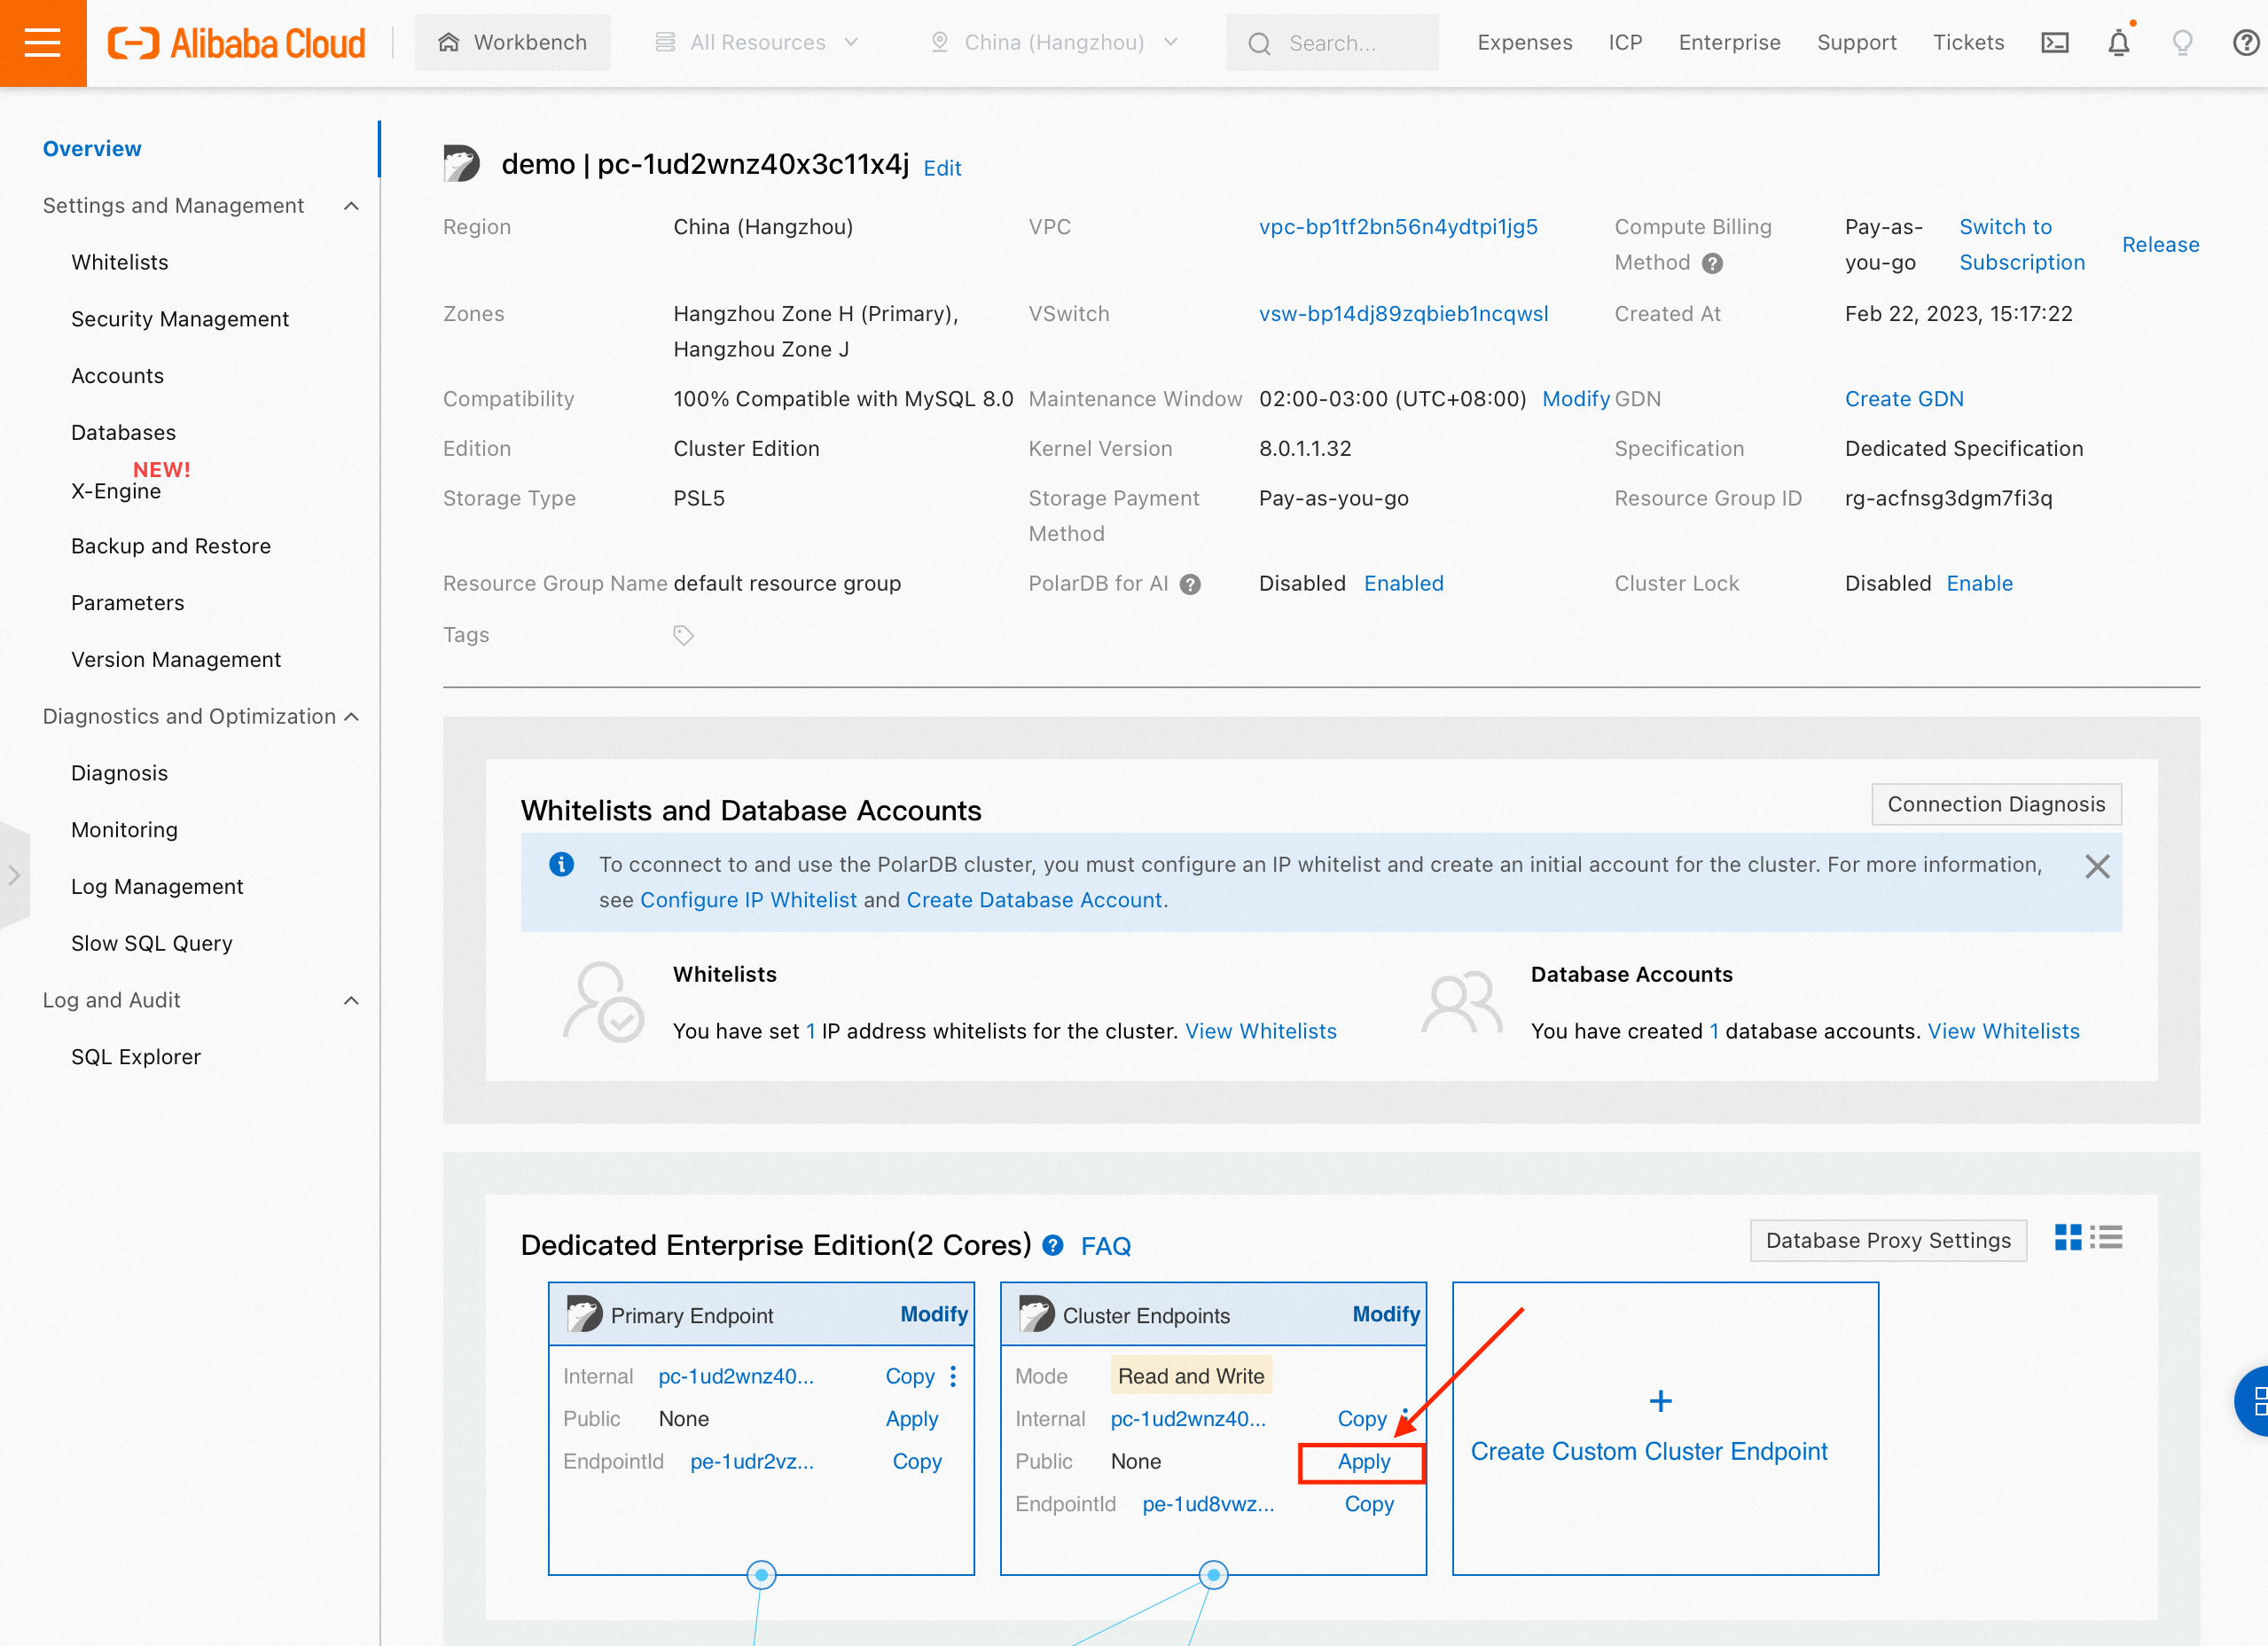 Alibaba Cloud
Workbench
All Resources
China (Hangzhou)
Search...
Expenses
ICP
Enterprise
Support
Tickets
Overview
Settings and Management
Whitelists
Security Management
Accounts
Databases
NEW!
X-Engine
Backup and Restore
Parameters
Version Management
Diagnostics and Optimization
Diagnosis
Monitoring
Log Management
Slow SQL Query
Log and Audit
SQL Explorer
demo | pc-1ud2wnz40x3c11x4j Edit
Region China (Hangzhou) VPC vpc-bp1tf2bn56n4ydtpi1jg5 Compute Billing Pay-as- Switch to
Method you-go Subscription Release
Zones Hangzhou Zone H (Primary), VSwitch vsw-bp14dj89zqbieb1ncqwsl Created At Feb 22, 2023, 15:17:22
Hangzhou Zone J
Compatibility 100% Compatible with MySQL 8.0 Maintenance Window 02:00-03:00 (UTC+08:00) Modify GDN Create GDN
Edition Cluster Edition Kernel Version 8.0.1.1.32 Specification Dedicated Specification
Storage Type PSL5 Storage Payment Pay-as-you-go Resource Group ID rg-acfnsg3dgm7fi3q
Method
Resource Group Name default resource group PolarDB for AI Disabled Enabled Cluster Lock Disabled Enable
Tags
Whitelists and Database Accounts
Connection Diagnosis
To cconnect to and use the PolarDB cluster, you must configure an IP whitelist and create an initial account for the cluster. For more information,
see Configure IP Whitelist and Create Database Account.
Whitelists
You have set 1 IP address whitelists for the cluster. View Whitelists
Database Accounts
You have created 1 database accounts. View Whitelists
Dedicated Enterprise Edition(2 Cores) FAQ
Database Proxy Settings
Primary Endpoint Modify
Internal pc-1ud2wnz40... Copy
Public None Apply
EndpointId pe-1udr2vz... Copy
Cluster Endpoints Modify
Mode Read and Write
Internal pc-1ud2wnz40... Copy
Public None Apply
EndpointId pe-1ud8vwz... Copy
+
Create Custom Cluster Endpoint